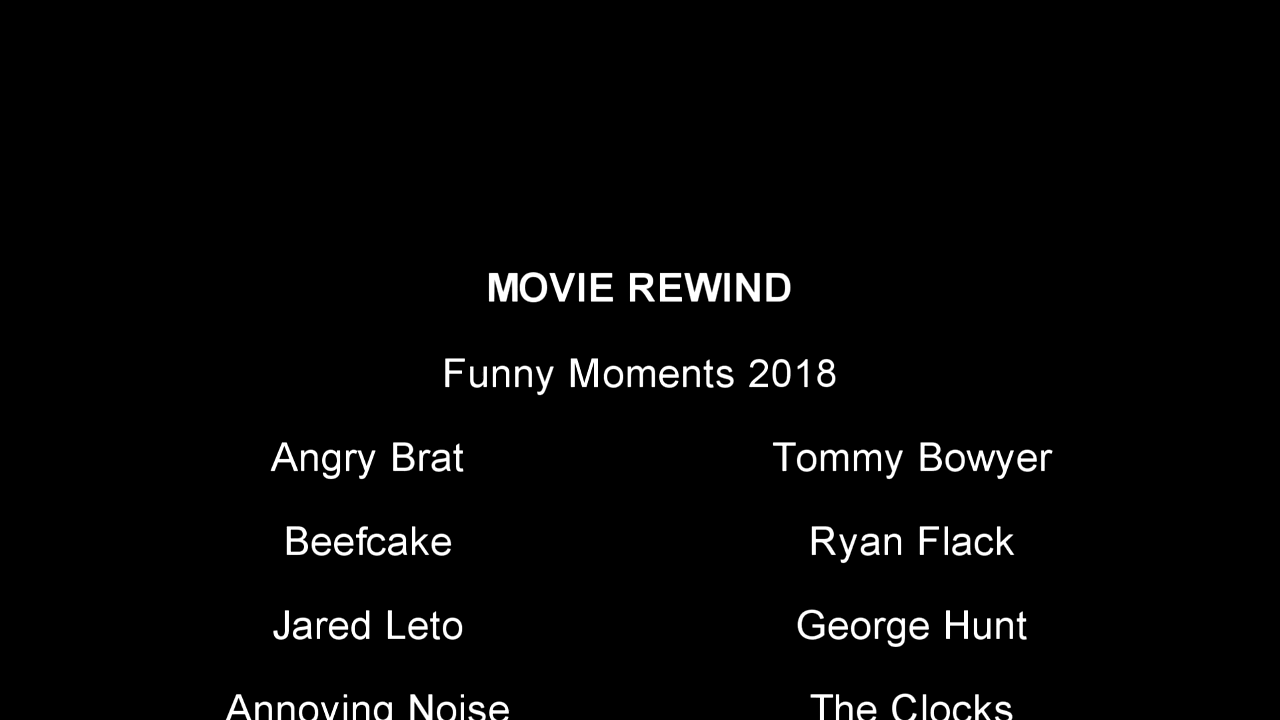 MOVIE REWIND
Funny Moments 2018
Angry Brat Tommy Bowyer
Beefcake Ryan Flack
Jared Leto George Hunt
Annoying Noise The Clocks